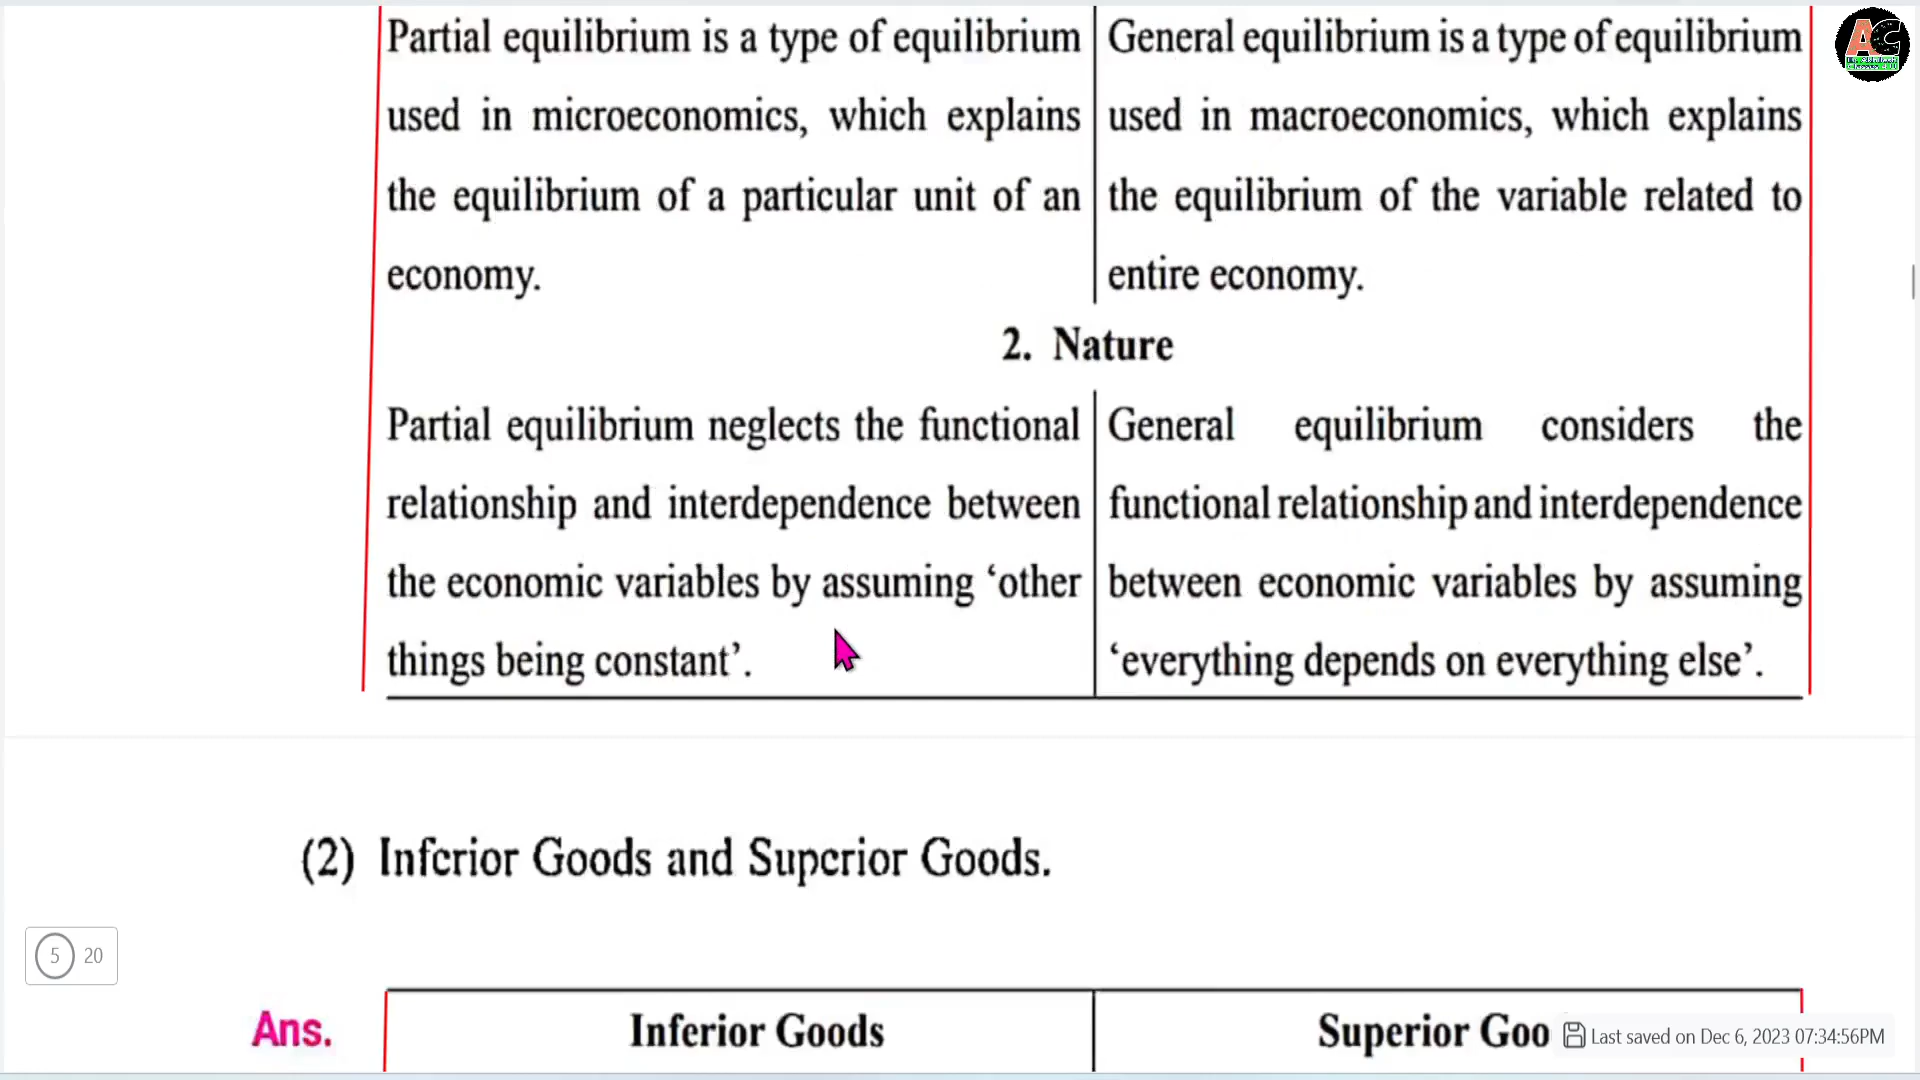 Partial equilibrium is a type of equilibrium
used in microeconomics, which explains
the equilibrium of a particular unit of an
economy.
General equilibrium is a type of equilibrium
used in macroeconomics, which explains
the equilibrium of the variable related to
entire economy.
2. Nature
Partial equilibrium neglects the functional
relationship and interdependence between
the economic variables by assuming ‘other
things being constant’.
General equilibrium considers the
functional relationship and interdependence
between economic variables by assuming
‘everything depends on everything else’.
(2) Inferior Goods and Superior Goods.
5 20
Ans.
Inferior Goods
Superior Goo
Last saved on Dec 6, 2023 07:34:56PM
AC